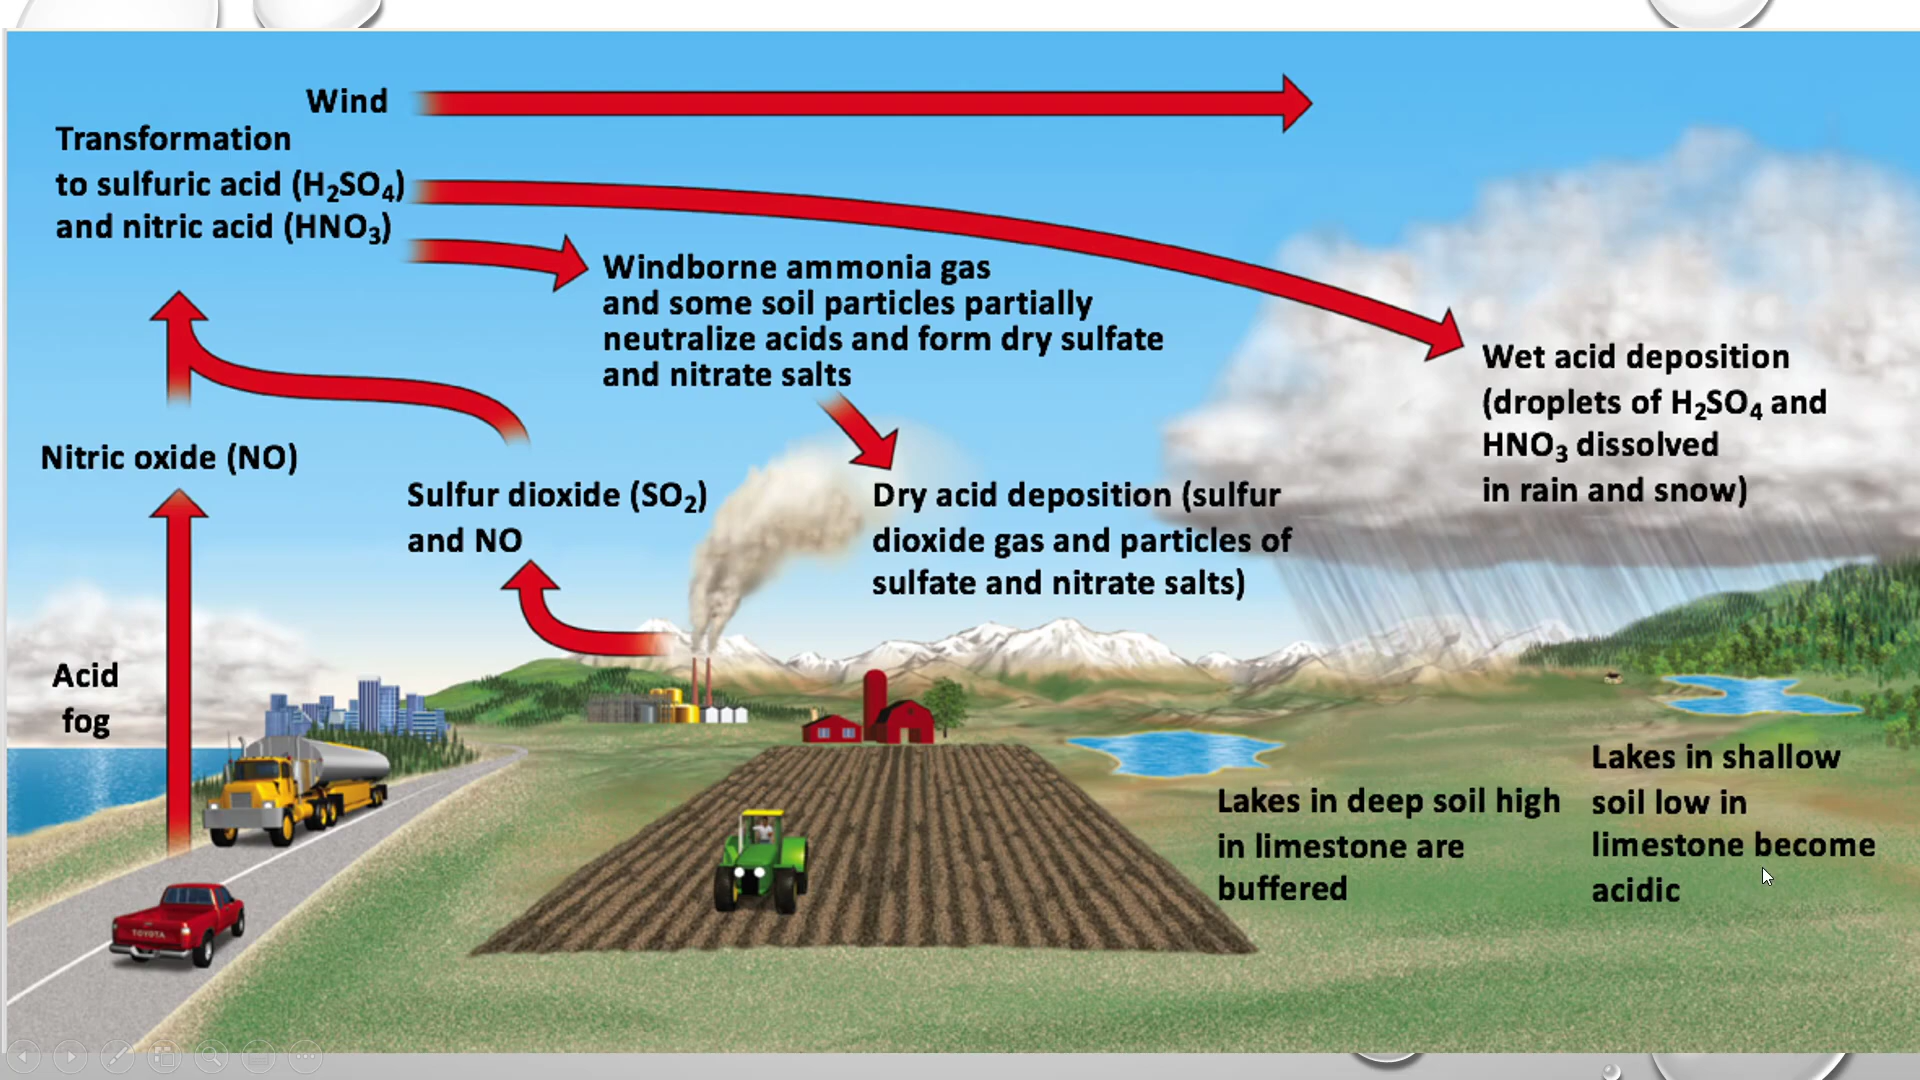 Wind
Transformation
to sulfuric acid (H₂SO₄)
and nitric acid (HNO₃)
Windborne ammonia gas
and some soil particles partially
neutralize acids and form dry sulfate
and nitrate salts
Wet acid deposition
(droplets of H₂SO₄ and
HNO₃ dissolved
in rain and snow)
Nitric oxide (NO)
Sulfur dioxide (SO₂)
and NO
Dry acid deposition (sulfur
dioxide gas and particles of
sulfate and nitrate salts)
Acid
fog
Lakes in deep soil high
in limestone are
buffered
Lakes in shallow
soil low in
limestone become
acidic
TOYOTA